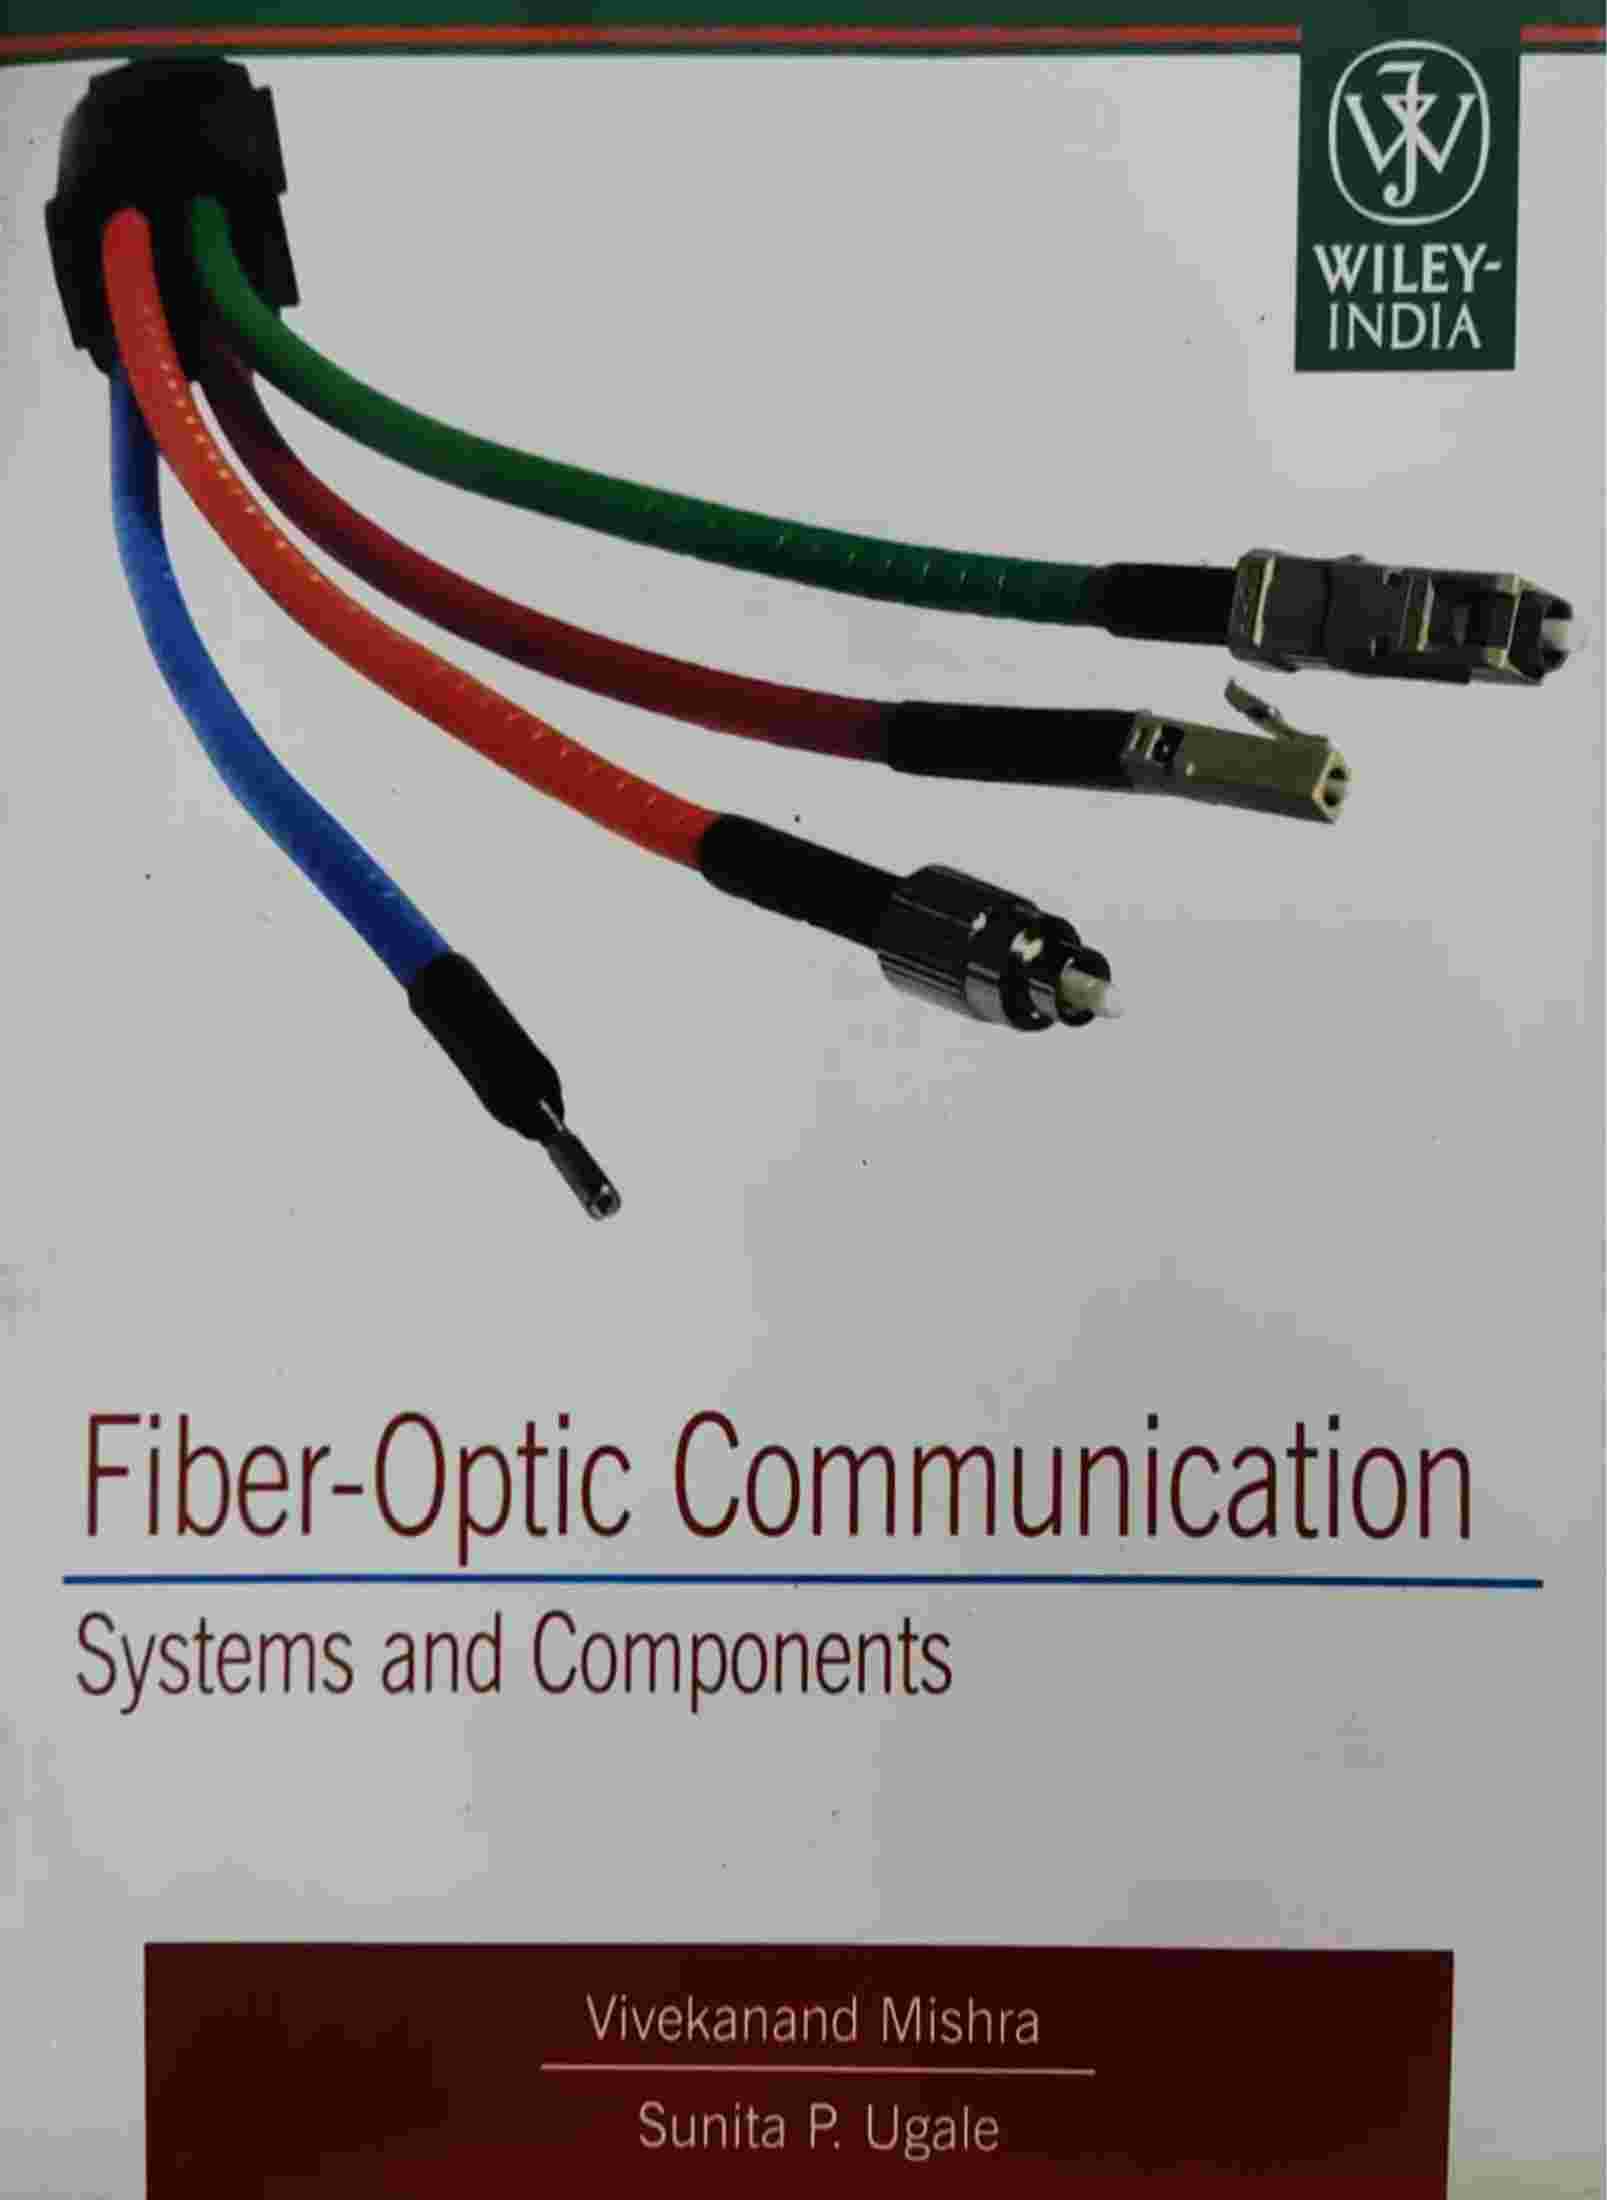 WILEY-
INDIA
Fiber-Optic Communication
Systems and Components
Vivekanand Mishra
Sunita P. Ugale